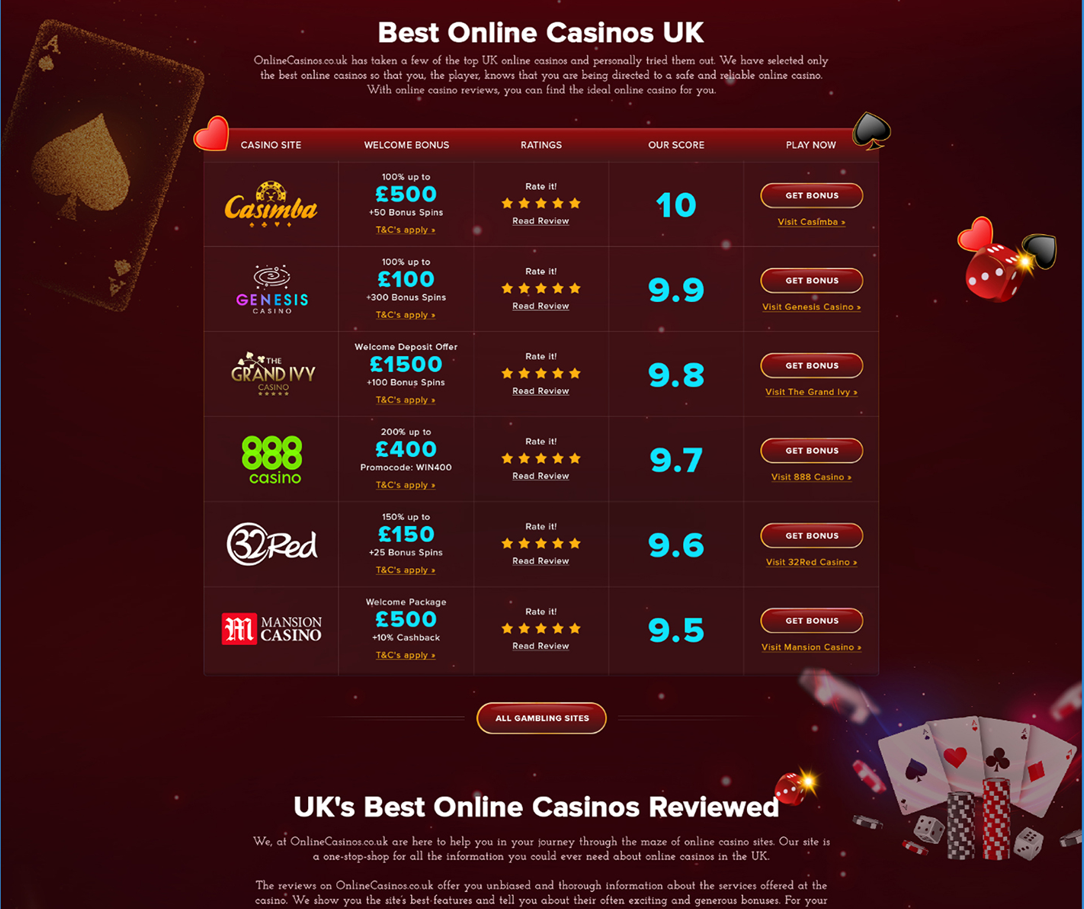 Best Online Casinos UK
OnlineCasinos.co.uk has taken a few of the top UK online casinos and personally tried them out. We have selected only
the best online casinos so that you, the player, knows that you are being directed to a safe and reliable online casino.
With online casino reviews, you can find the ideal online casino for you.
CASINO SITE WELCOME BONUS RATINGS OUR SCORE PLAY NOW
Casimba
100% up to
£500
+50 Bonus Spins
T&C's apply »
Rate it!
Read Review
10
GET BONUS
Visit Casimba »
GENESIS
CASINO
100% up to
£100
+300 Bonus Spins
T&C's apply »
Rate it!
Read Review
9.9
GET BONUS
Visit Genesis Casino »
THE
GRAND IVY
CASINO
Welcome Deposit Offer
£1500
+100 Bonus Spins
T&C's apply »
Rate it!
Read Review
9.8
GET BONUS
Visit The Grand Ivy »
888
casino
200% up to
£400
Promocode: WIN400
T&C's apply »
Rate it!
Read Review
9.7
GET BONUS
Visit 888 Casino »
32Red
150% up to
£150
+25 Bonus Spins
T&C's apply »
Rate it!
Read Review
9.6
GET BONUS
Visit 32Red Casino »
M MANSION
CASINO
Welcome Package
£500
+10% Cashback
T&C's apply »
Rate it!
Read Review
9.5
GET BONUS
Visit Mansion Casino »
ALL GAMBLING SITES
UK's Best Online Casinos Reviewed
We, at OnlineCasinos.co.uk are here to help you in your journey through the maze of online casino sites. Our site is
a one-stop-shop for all the information you could ever need about online casinos in the UK.
The reviews on OnlineCasinos.co.uk offer you unbiased and thorough information about the services offered at the
casino. We show you the site's best features and tell you about their often exciting and generous bonuses. For your
A
A
A
A
A
A